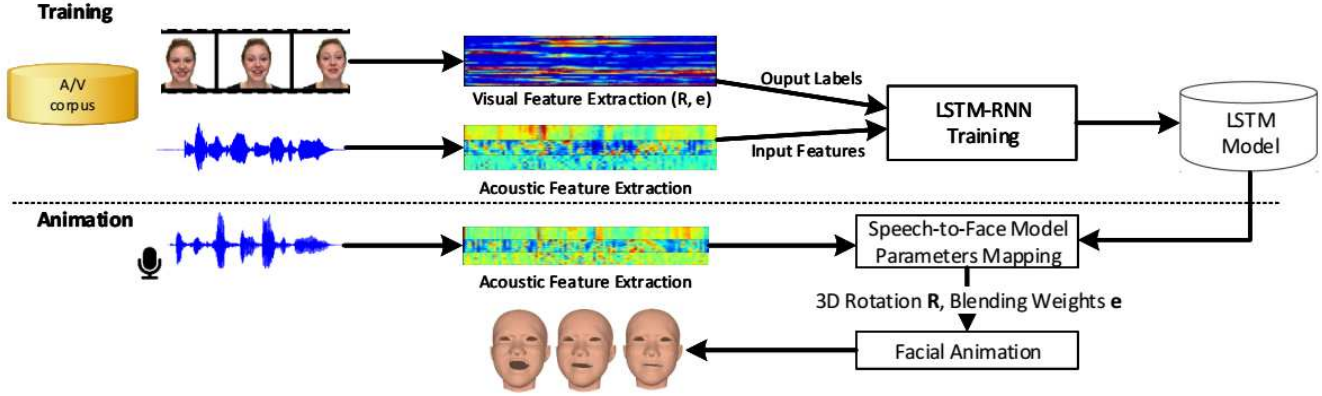 Training
A/V
corpus
Visual Feature Extraction (R, e)
Ouput Labels
Input Features
LSTM-RNN
Training
LSTM
Model
Acoustic Feature Extraction
Animation
Acoustic Feature Extraction
Speech-to-Face Model
Parameters Mapping
3D Rotation R, Blending Weights e
Facial Animation